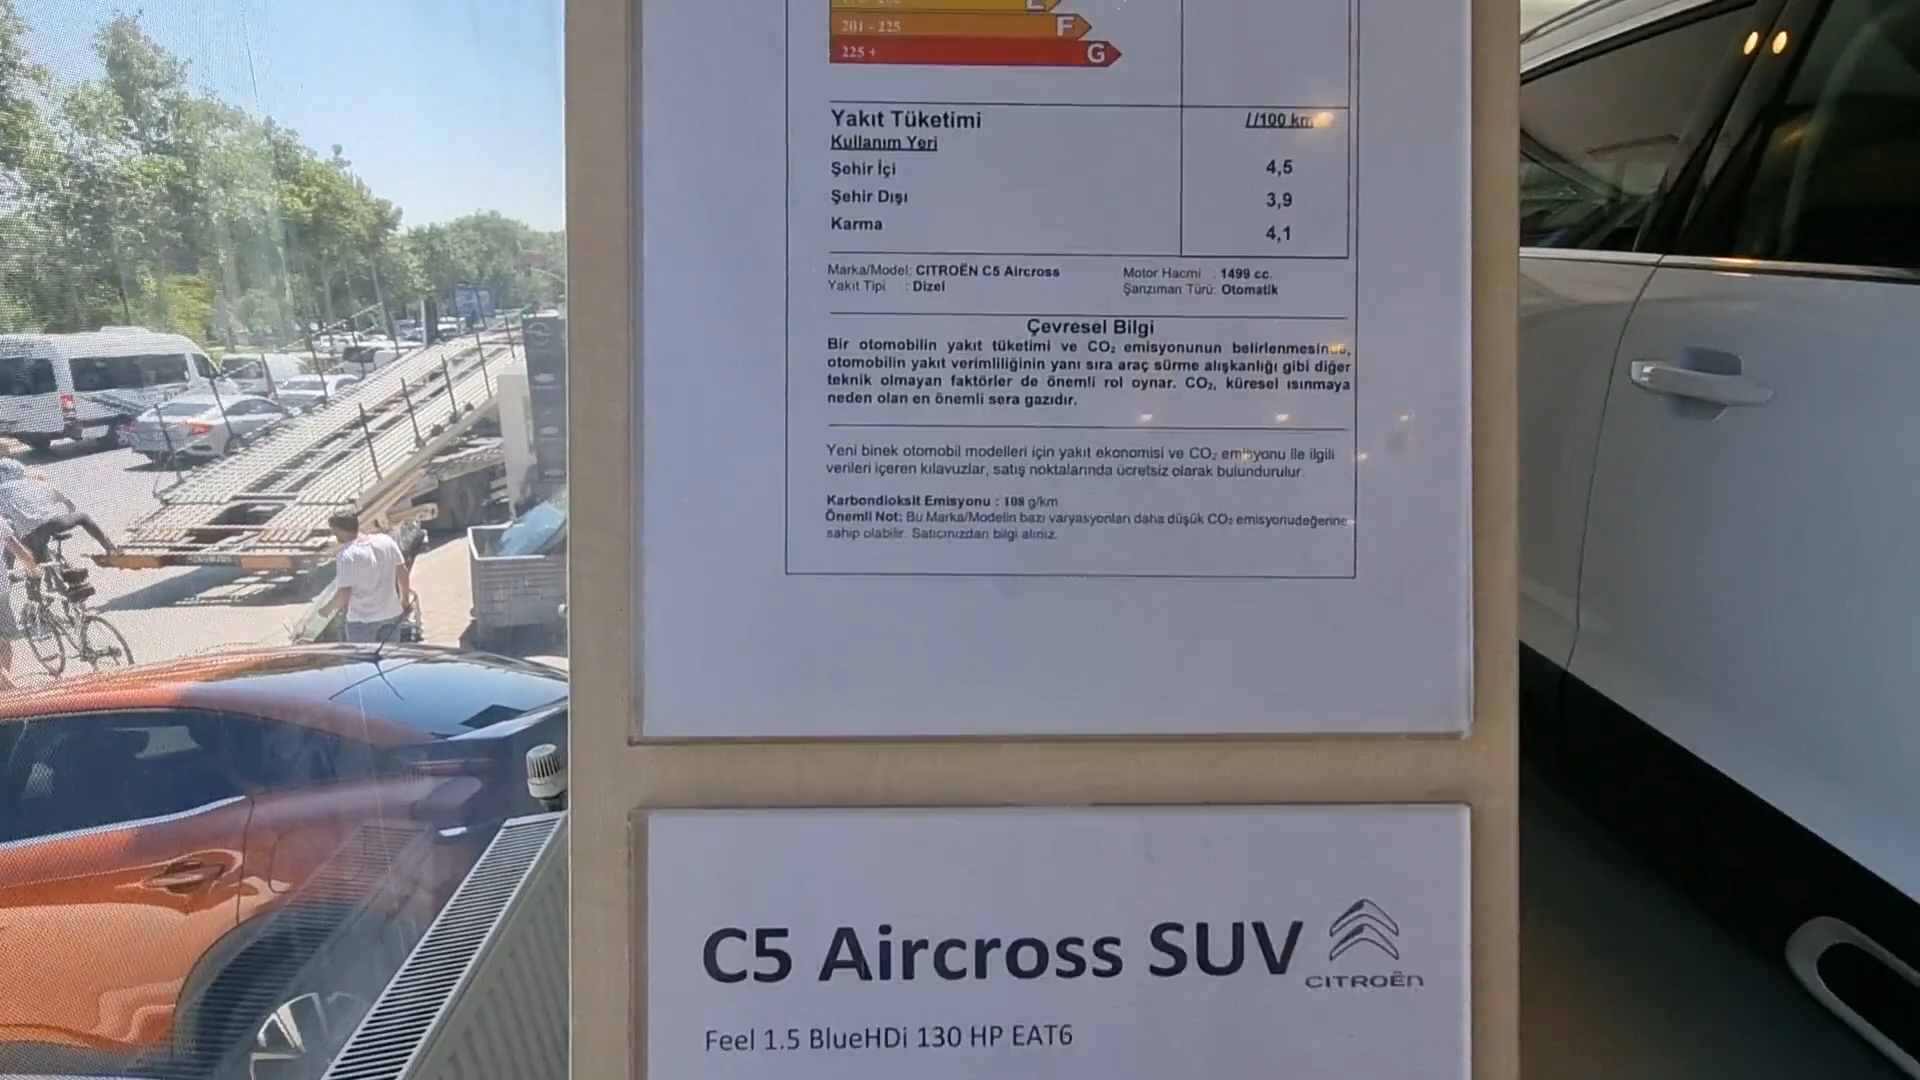 E
201 - 225 F
225 + G
Yakıt Tüketimi l/100 km
Kullanım Yeri
Şehir İçi 4,5
Şehir Dışı 3,9
Karma 4,1
Marka/Model: CITROËN C5 Aircross Motor Hacmi : 1499 cc.
Yakıt Tipi : Dizel Şanzıman Türü: Otomatik
Çevresel Bilgi
Bir otomobilin yakıt tüketimi ve CO₂ emisyonunun belirlenmesinde,
otomobilin yakıt verimliliğinin yanı sıra araç sürme alışkanlığı gibi diğer
teknik olmayan faktörler de önemli rol oynar. CO₂, küresel ısınmaya
neden olan en önemli sera gazıdır.
Yeni binek otomobil modelleri için yakıt ekonomisi ve CO₂ emisyonu ile ilgili
verileri içeren kılavuzlar, satış noktalarında ücretsiz olarak bulundurulur.
Karbondioksit Emisyonu : 108 g/km
Önemli Not: Bu Marka/Modelin bazı varyasyonları daha düşük CO₂ emisyonudeğerine
sahip olabilir. Satıcınızdan bilgi alınız.
C5 Aircross SUV
CITROËN
Feel 1.5 BlueHDi 130 HP EAT6